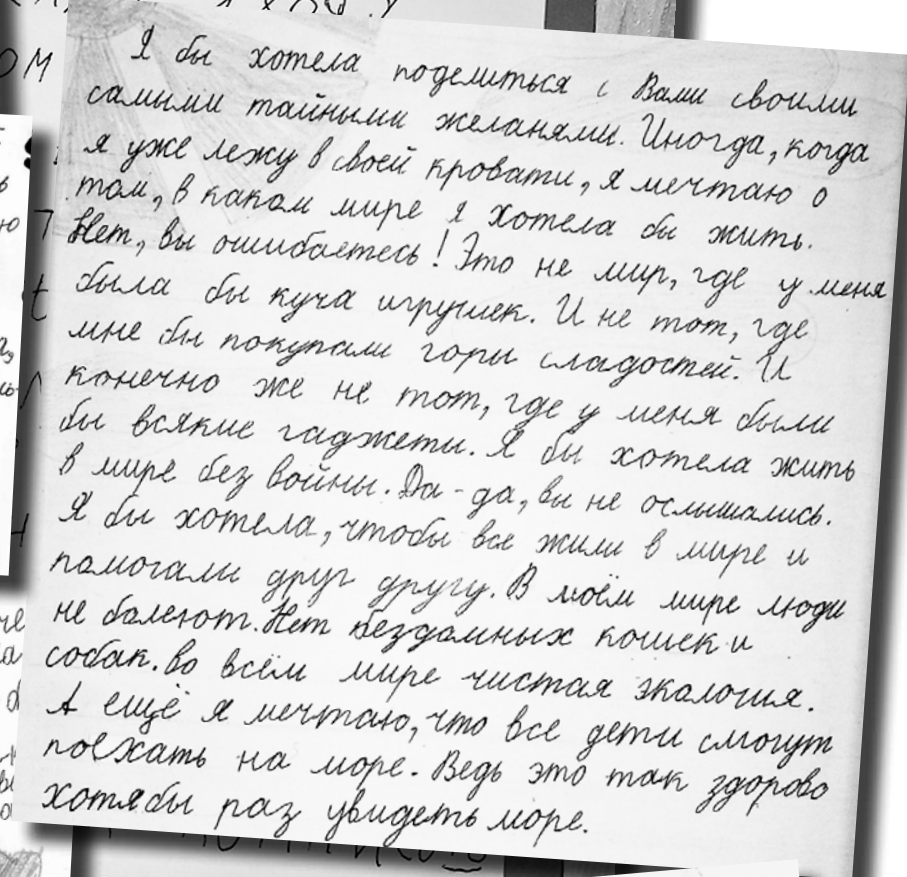 Я бы хотела поделиться с Вами своими
самыми тайными желанями. Иногда, когда
я уже лежу в своей кровати, я мечтаю о
том, в каком мире я хотела бы жить.
Нет, вы ошибаетесь! Это не мир, где у меня
была бы куча игрушек. И не тот, где
мне бы покупали горы сладостей. И
конечно же не тот, где у меня были
бы всякие гаджеты. Я бы хотела жить
в мире без войны. Да-да, вы не ослышались.
Я бы хотела, чтобы все жили в мире и
помогали друг другу. В моём мире люди
не болеют. Нет бездомных кошек и
собак. Во всём мире чистая экалогия.
А ещё я мечтаю, что все дети смогут
поехать на море. Ведь это так здорово
хотябы раз увидеть море.